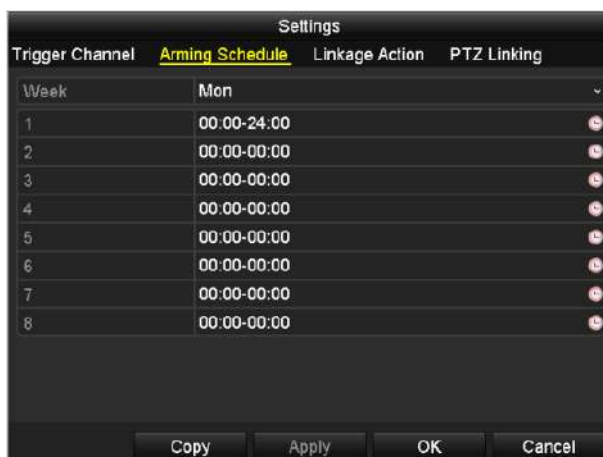 Settings
Trigger Channel Arming Schedule Linkage Action PTZ Linking
Week Mon
1 00:00-24:00
2 00:00-00:00
3 00:00-00:00
4 00:00-00:00
5 00:00-00:00
6 00:00-00:00
7 00:00-00:00
8 00:00-00:00
Copy Apply OK Cancel